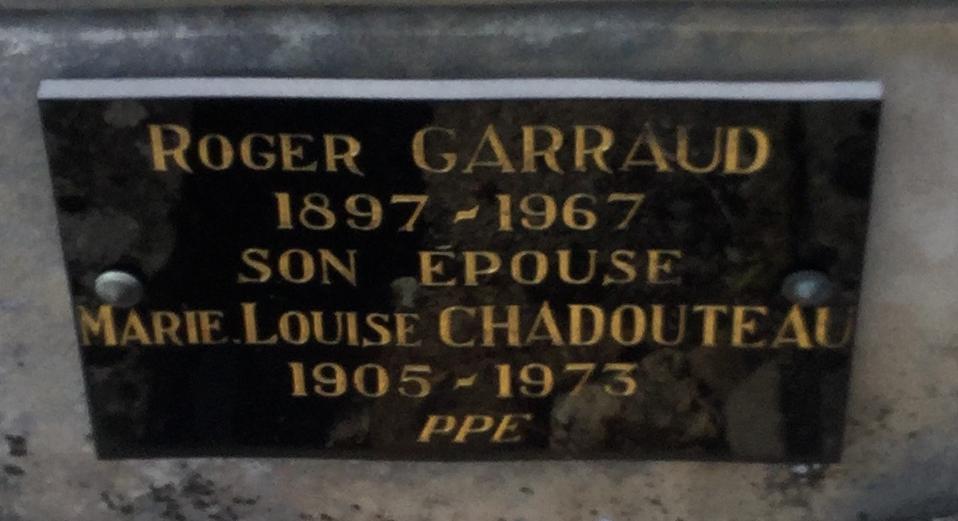 ROGER GARRAUD
1897 - 1967
SON ÉPOUSE
MARIE.LOUISE CHADOUTEAU
1905 - 1973
PPE